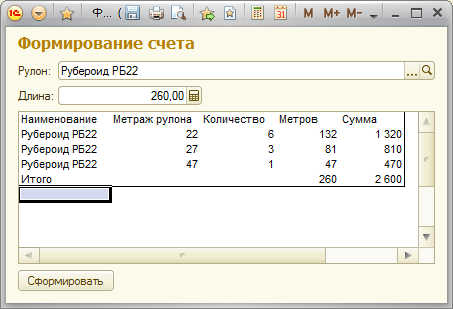 1С Ф... ( 31 M M+ M-
Формирование счета
Рулон: Рубероид РБ22 ...
Длина: 260,00
Наименование Метраж рулона Количество Метров Сумма
Рубероид РБ22 22 6 132 1 320
Рубероид РБ22 27 3 81 810
Рубероид РБ22 47 1 47 470
Итого 260 2 600
Сформировать